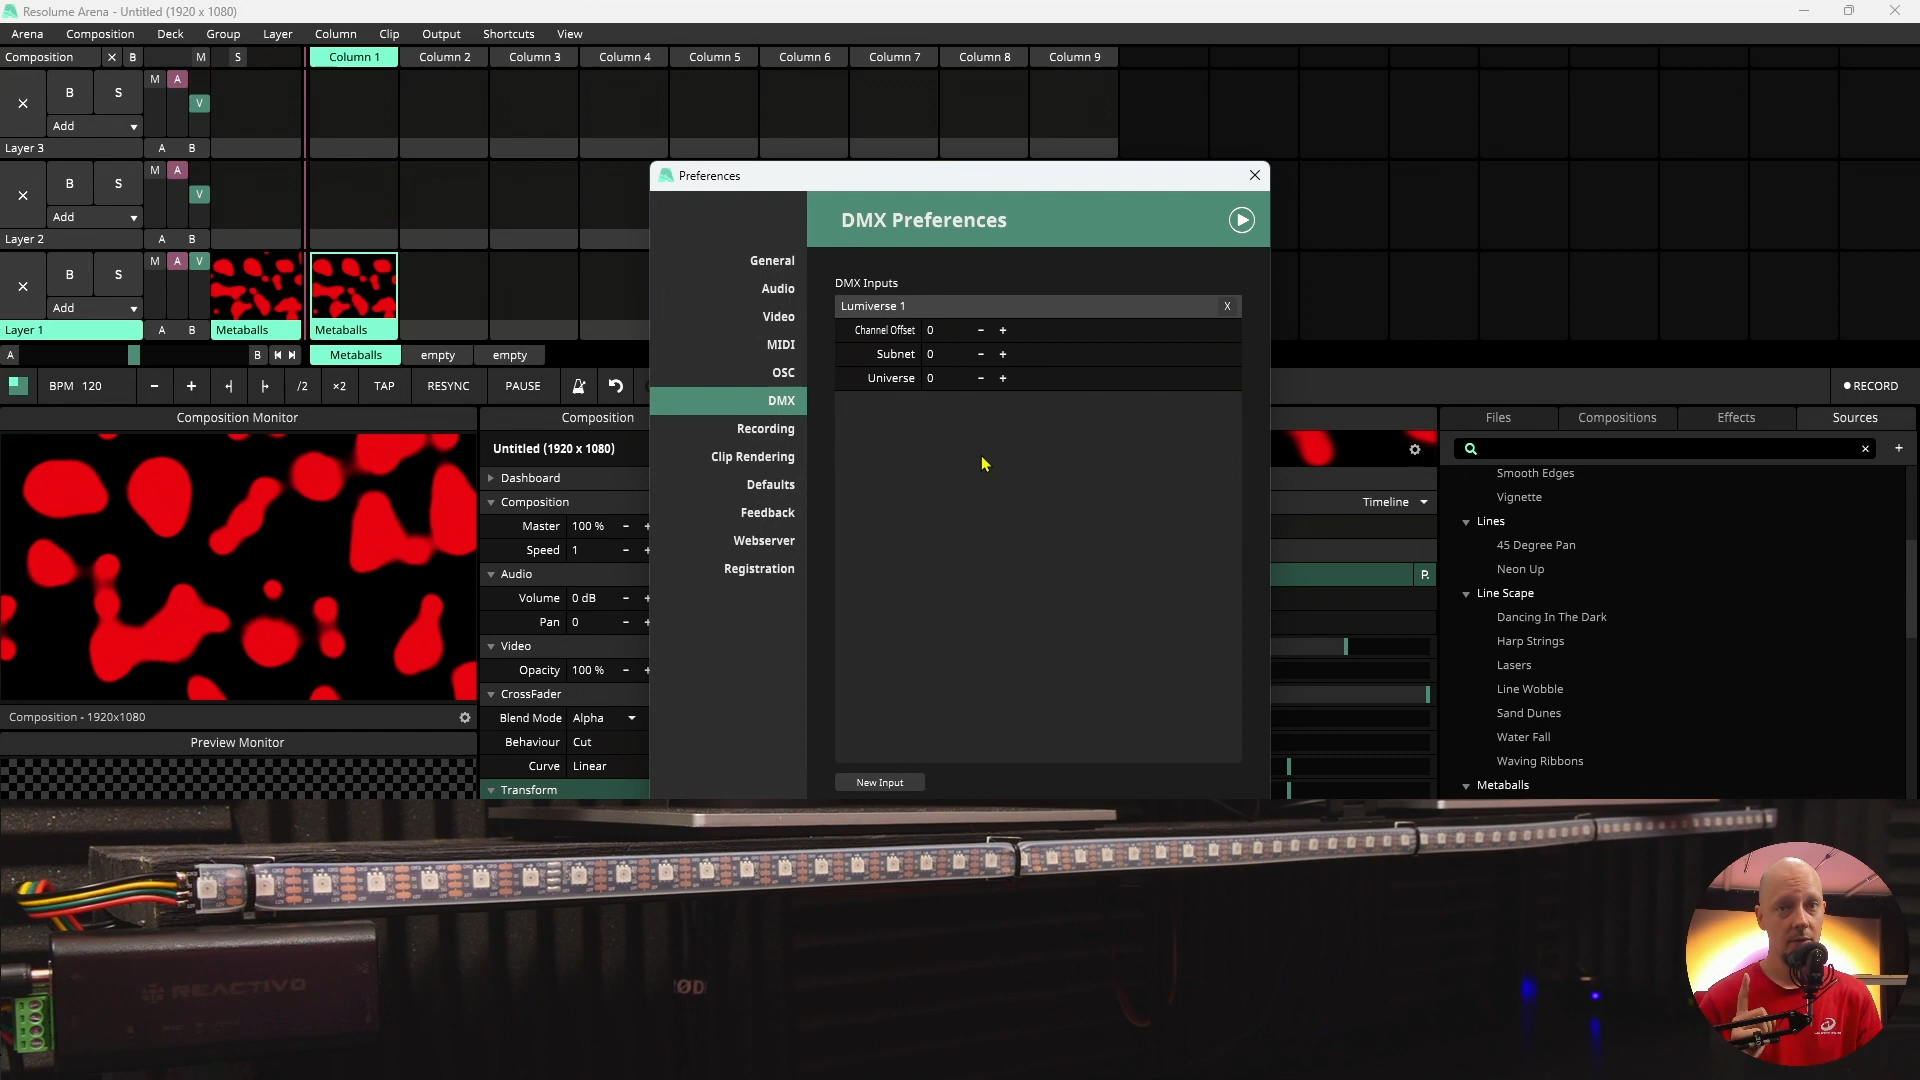 Resolume Arena - Untitled (1920 x 1080)
Arena Composition Deck Group Layer Column Clip Output Shortcuts View
Composition X B M S Column 1 Column 2 Column 3 Column 4 Column 5 Column 6 Column 7 Column 8 Column 9
M A
B S
V
Add
Layer 3 A B
M A
B S
V
Add
Layer 2 A B
M A V
B S
Add
Layer 1 A B Metaballs Metaballs
A B Metaballs empty empty
BPM 120 - + /2 ×2 TAP RESYNC PAUSE RECORD
Composition Monitor
Composition - 1920x1080
Preview Monitor
Composition
Untitled (1920 x 1080)
Dashboard
Composition
Master 100 % - +
Speed 1 - +
Audio
Volume 0 dB - +
Pan 0 - +
Video
Opacity 100 % - +
CrossFader
Blend Mode Alpha
Behaviour Cut
Curve Linear
Transform
Preferences
General
Audio
Video
MIDI
OSC
DMX
Recording
Clip Rendering
Defaults
Feedback
Webserver
Registration
DMX Preferences
DMX Inputs
Lumiverse 1 X
Channel Offset 0 - +
Subnet 0 - +
Universe 0 - +
New Input
Timeline
P.
Files Compositions Effects Sources
Smooth Edges
Vignette
Lines
45 Degree Pan
Neon Up
Line Scape
Dancing In The Dark
Harp Strings
Lasers
Line Wobble
Sand Dunes
Water Fall
Waving Ribbons
Metaballs
REACTIVO